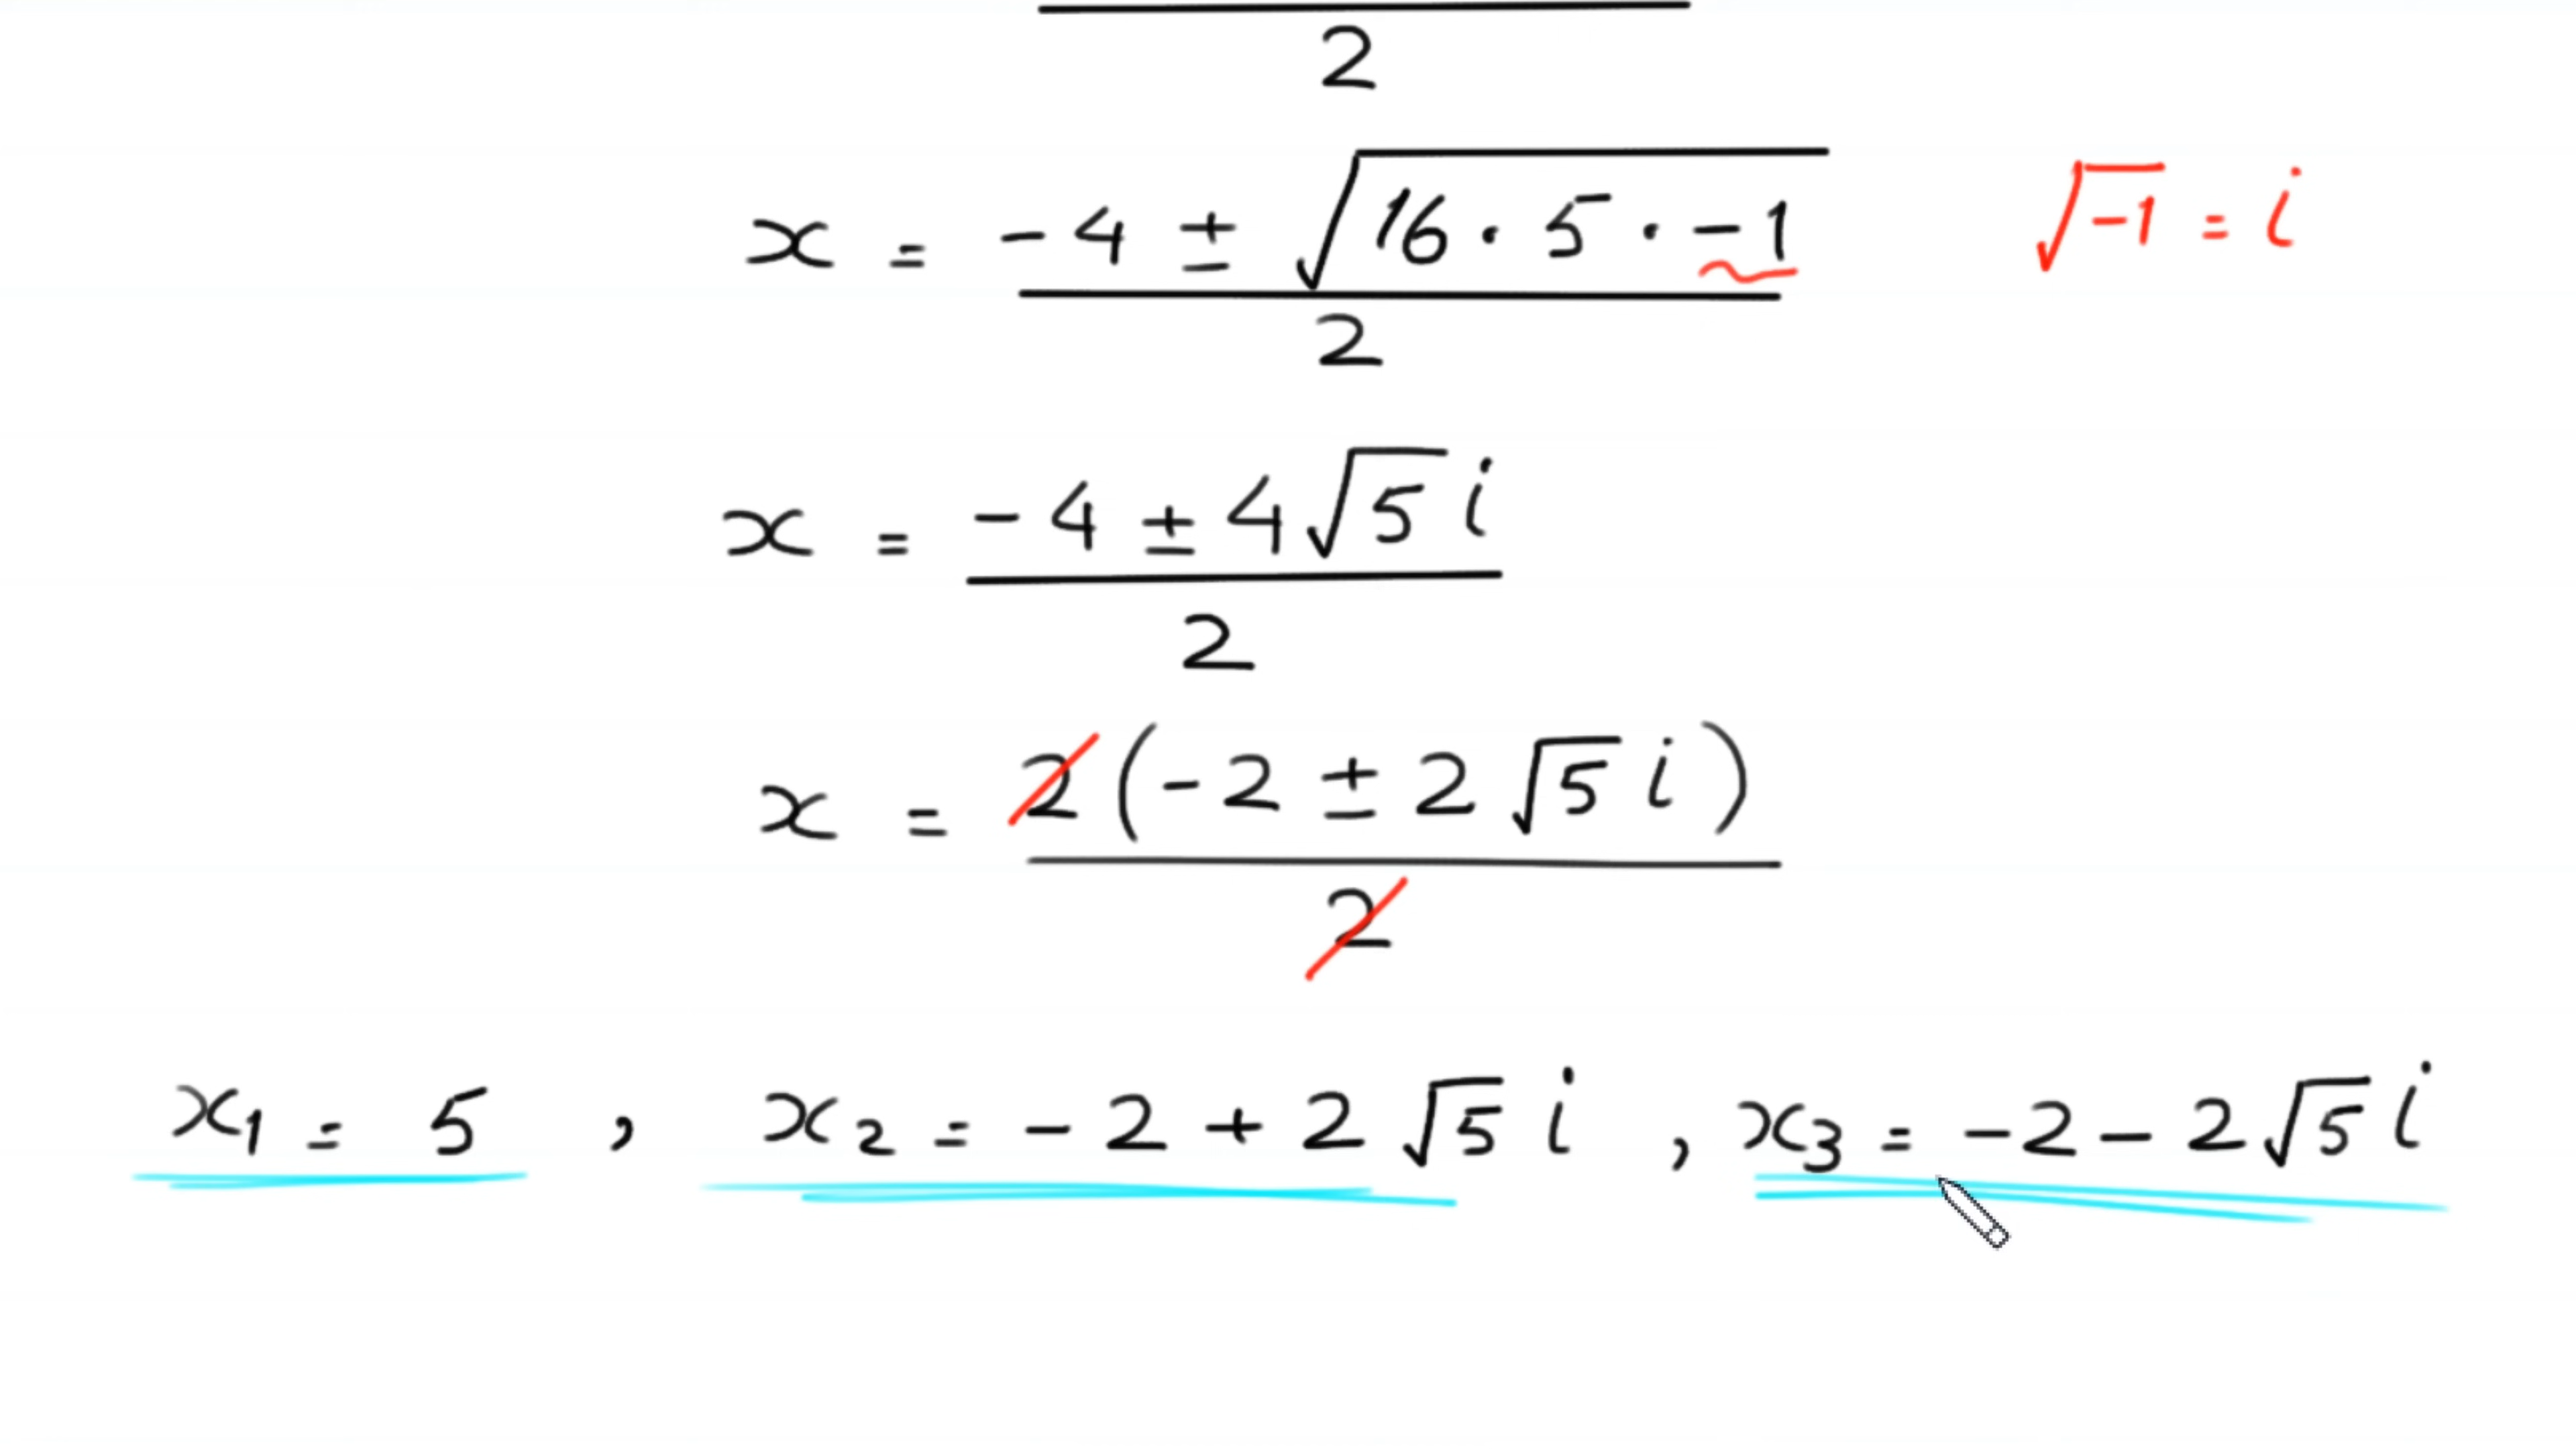 2
x = (-4 ± √(16 · 5 · -1)) / 2
√-1 = i
x = (-4 ± 4√5 i) / 2
x = 2(-2 ± 2√5 i) / 2
x₁ = 5 , x₂ = -2 + 2√5 i , x₃ = -2 - 2√5 i